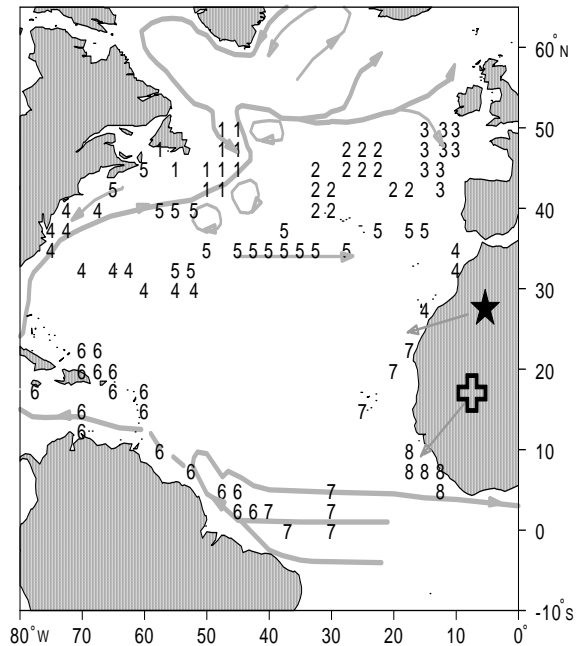 60°N
1 1 3 3 3 50
1 1 1 2 2 2 3 3 3
5 1 1 1 1 2 2 2 2 3 3
5 1 1 2 2 2 2 3
4 4 5 5 5 2 2 40
4 4 5 5 5 5
4 5 5 5 5 5 5 5 5 4
4 4 4 5 5 4
4 4 4 30
4
6 6 7
6 6 6 6 7 20
6 6 6
6 6 7
6
6 8 10
6 8 8 8
6 6 7 8
6 6 7 7
7 7 0
-10°S
80°W 70 60 50 40 30 20 10 0°